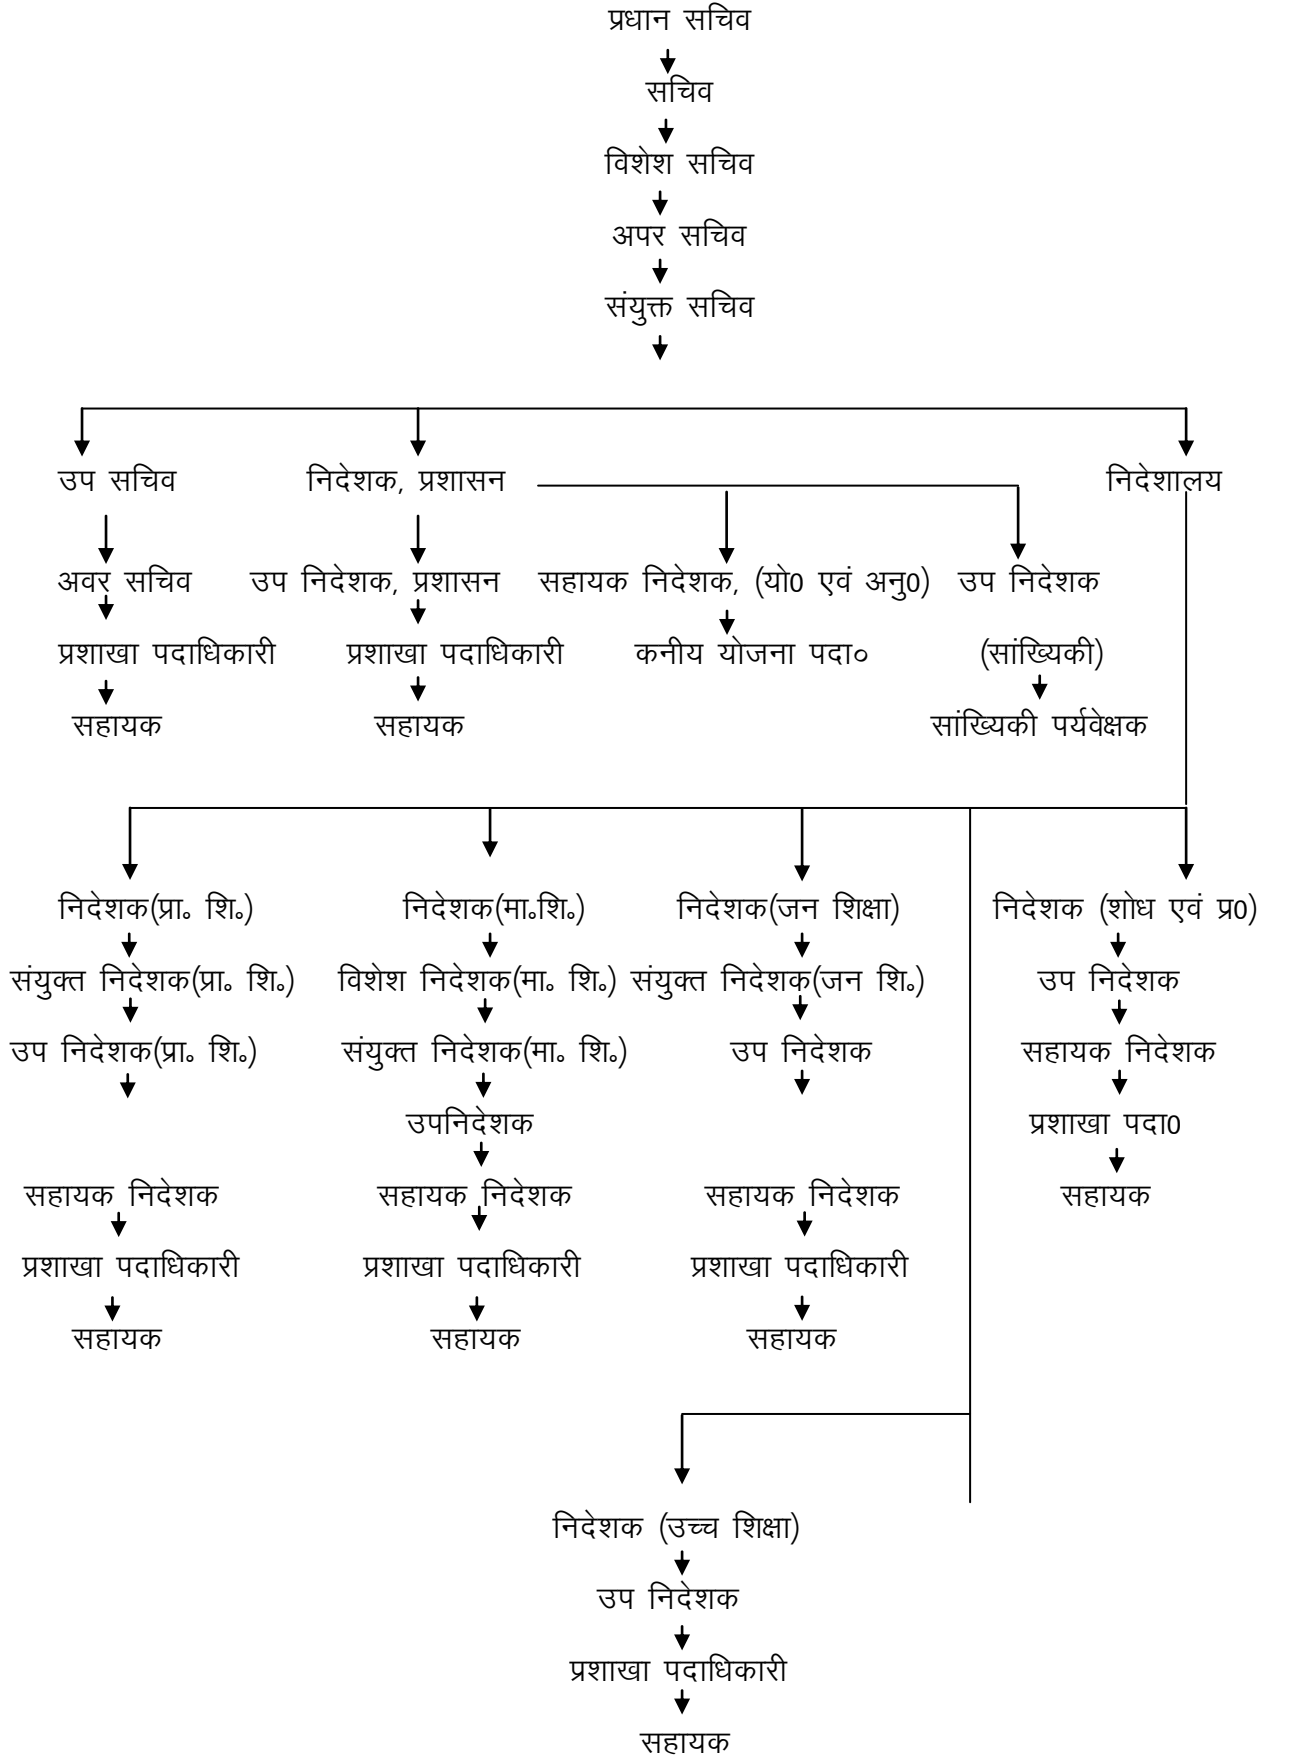 प्रधान सचिव
सचिव
विशेश सचिव
अपर सचिव
संयुक्त सचिव
उप सचिव निदेशक, प्रशासन निदेशालय
अवर सचिव उप निदेशक, प्रशासन सहायक निदेशक, (यो0 एवं अनु0) उप निदेशक
प्रशाखा पदाधिकारी प्रशाखा पदाधिकारी कनीय योजना पदा० (सांख्यिकी)
सहायक सहायक सांख्यिकी पर्यवेक्षक
निदेशक(प्रा॰ शि॰) निदेशक(मा॰शि॰) निदेशक(जन शिक्षा) निदेशक (शोध एवं प्र0)
संयुक्त निदेशक(प्रा॰ शि॰) विशेश निदेशक(मा॰ शि॰) संयुक्त निदेशक(जन शि॰) उप निदेशक
उप निदेशक(प्रा॰ शि॰) संयुक्त निदेशक(मा॰ शि॰) उप निदेशक सहायक निदेशक
उपनिदेशक प्रशाखा पदा0
सहायक निदेशक सहायक निदेशक सहायक निदेशक सहायक
प्रशाखा पदाधिकारी प्रशाखा पदाधिकारी प्रशाखा पदाधिकारी
सहायक सहायक सहायक
निदेशक (उच्च शिक्षा)
उप निदेशक
प्रशाखा पदाधिकारी
सहायक